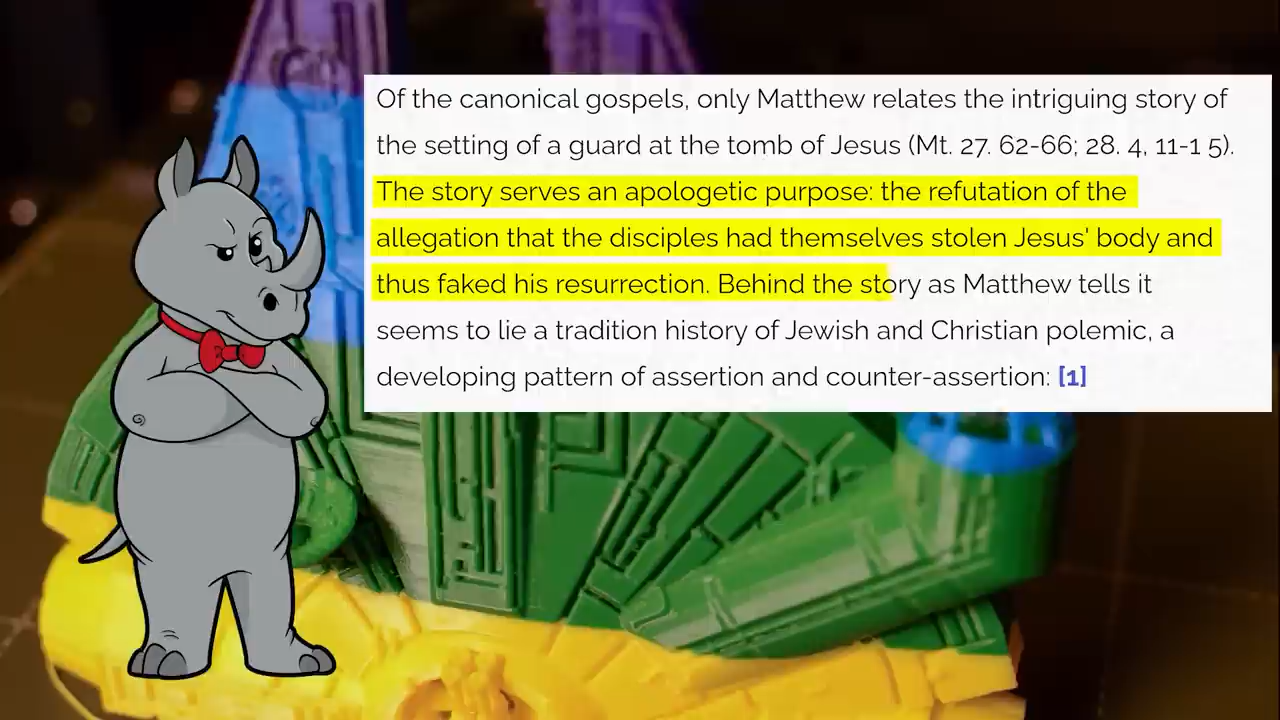 Of the canonical gospels, only Matthew relates the intriguing story of
the setting of a guard at the tomb of Jesus (Mt. 27. 62-66; 28. 4, 11-1 5).
The story serves an apologetic purpose: the refutation of the
allegation that the disciples had themselves stolen Jesus' body and
thus faked his resurrection. Behind the story as Matthew tells it
seems to lie a tradition history of Jewish and Christian polemic, a
developing pattern of assertion and counter-assertion: [1]